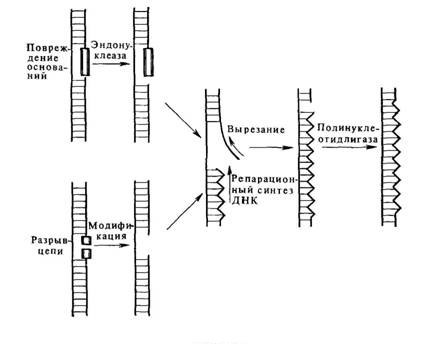 Повреж-
дение
основа-
ний
Эндону-
клеаза
Вырезание
Полинукле-
отидлигаза
Репарацион-
ный синтез
ДНК
Разрыв
цепи
Модифи-
кация